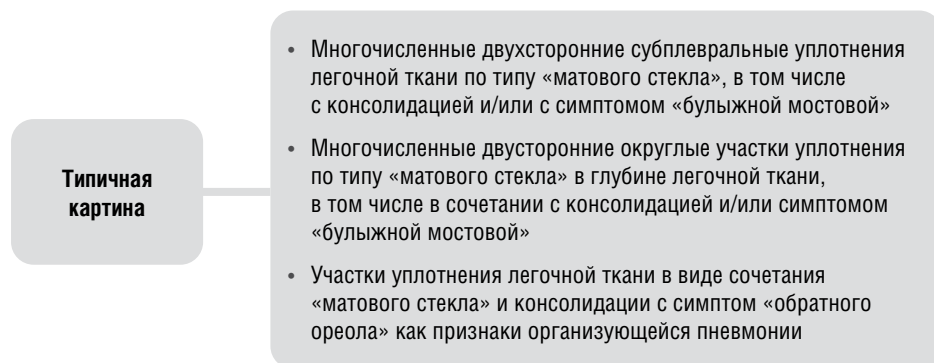 Типичная
картина
• Многочисленные двухсторонние субплевральные уплотнения
легочной ткани по типу «матового стекла», в том числе
с консолидацией и/или с симптомом «булыжной мостовой»
• Многочисленные двусторонние округлые участки уплотнения
по типу «матового стекла» в глубине легочной ткани,
в том числе в сочетании с консолидацией и/или симптомом
«булыжной мостовой»
• Участки уплотнения легочной ткани в виде сочетания
«матового стекла» и консолидации с симптом «обратного
ореола» как признаки организующейся пневмонии